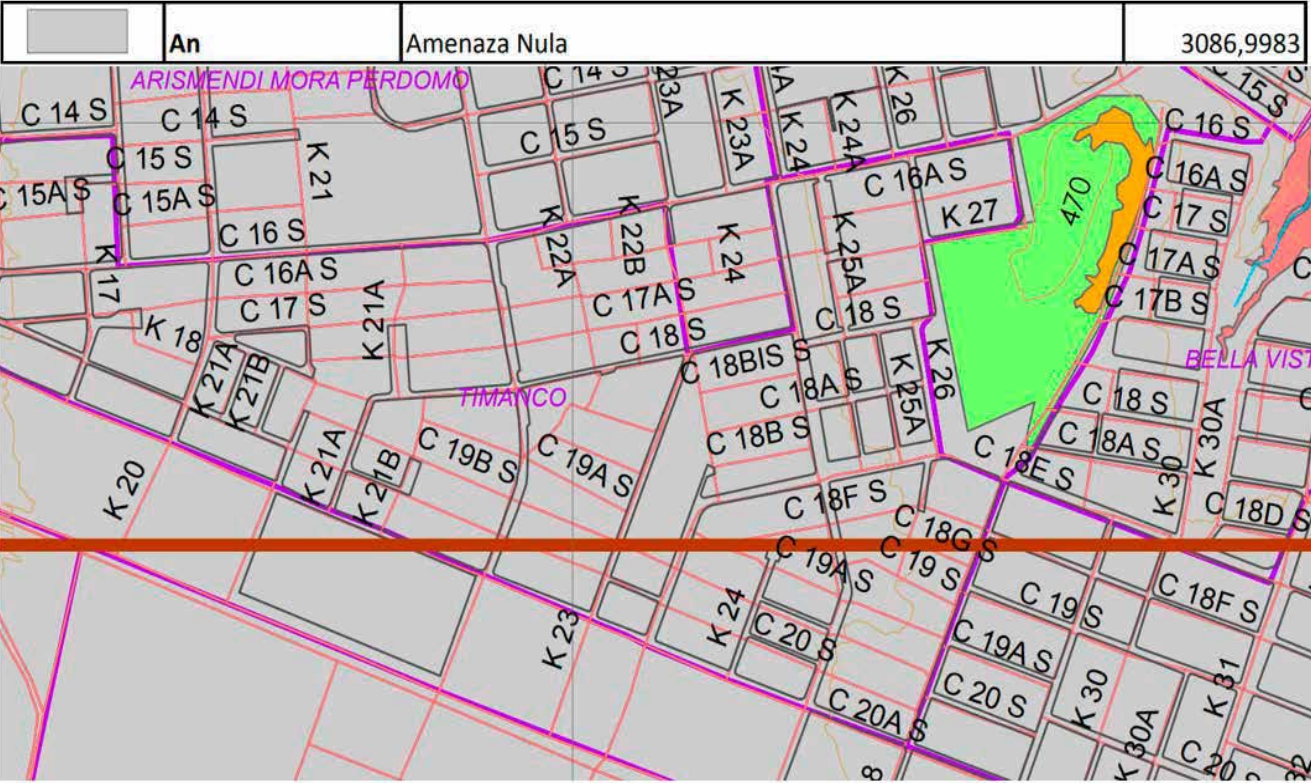 An Amenaza Nula 3086,9983
ARISMENDI MORA PERDOMO
C 14 S
C 14 S
C 14 S
23A
K 23A
K 24
K 24A
K 26
C 15 S
C 16 S
C 15 S
C 15 S
K 21
C 15A S
C 15A S
C 16A S
K 27
470
C 16A S
C 17 S
C 16 S
K 17
K 22A
K 22B
K 24
K 25A
C 17A S
C 16A S
C 17 S
K 21A
C 17A S
C 18 S
C 17B S
K 18
C 18 S
C 18BIS S
K 26
BELLA VIST
K 21A
K 21B
TIMANCO
C 18A S
K 25A
C 18 S
K 30A
C 18B S
C 18A S
K 20
K 21A
K 21B
C 19B S
C 19A S
C 18E S
K 30
C 18F S
C 18D S
C 18G S
C 19A S
C 19 S
C 18F S
K 23
K 24
C 20 S
C 19 S
C 19A S
C 20 S
K 30
K 31
C 20A S
K 30A
C 20
8